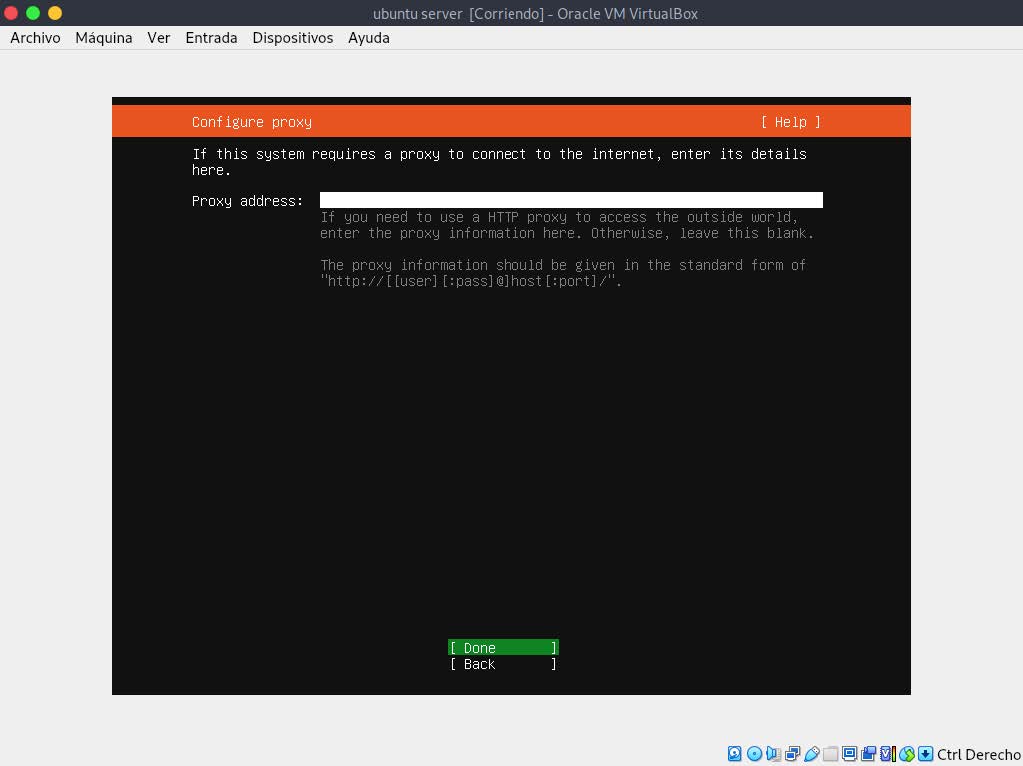 ubuntu server [Corriendo] - Oracle VM VirtualBox
Archivo Máquina Ver Entrada Dispositivos Ayuda
Configure proxy [ Help ]
If this system requires a proxy to connect to the internet, enter its details
here.
Proxy address:
If you need to use a HTTP proxy to access the outside world,
enter the proxy information here. Otherwise, leave this blank.
The proxy information should be given in the standard form of
"http://[[user][:pass]@]host[:port]/".
[ Done ]
[ Back ]
Ctrl Derecho